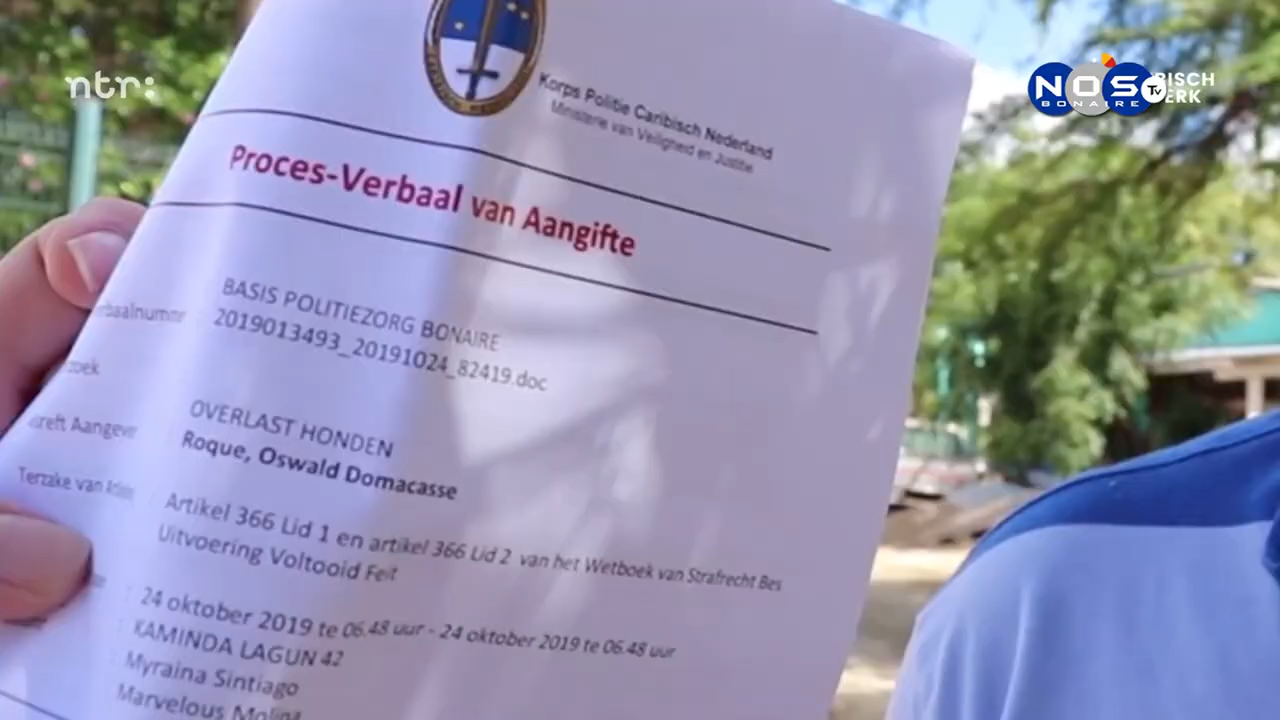 ntr:
NOS TV
BONAIRE
Korps Politie Caribisch Nederland
Ministerie van Veiligheid en Justitie
Proces-Verbaal van Aangifte
BASIS POLITIEZORG BONAIRE
2019013493_20191024_82419.doc
OVERLAST HONDEN
Roque, Oswald Domacasse
Terzake van
Artikel 366 Lid 1 en artikel 366 Lid 2 van het Wetboek van Strafrecht Bes
Uitvoering Voltooid Feit
24 oktober 2019 te 06.48 uur - 24 oktober 2019 te 06.48 uur
KAMINDA LAGUN 42
Myraina Sintiago
Marvelous Molina